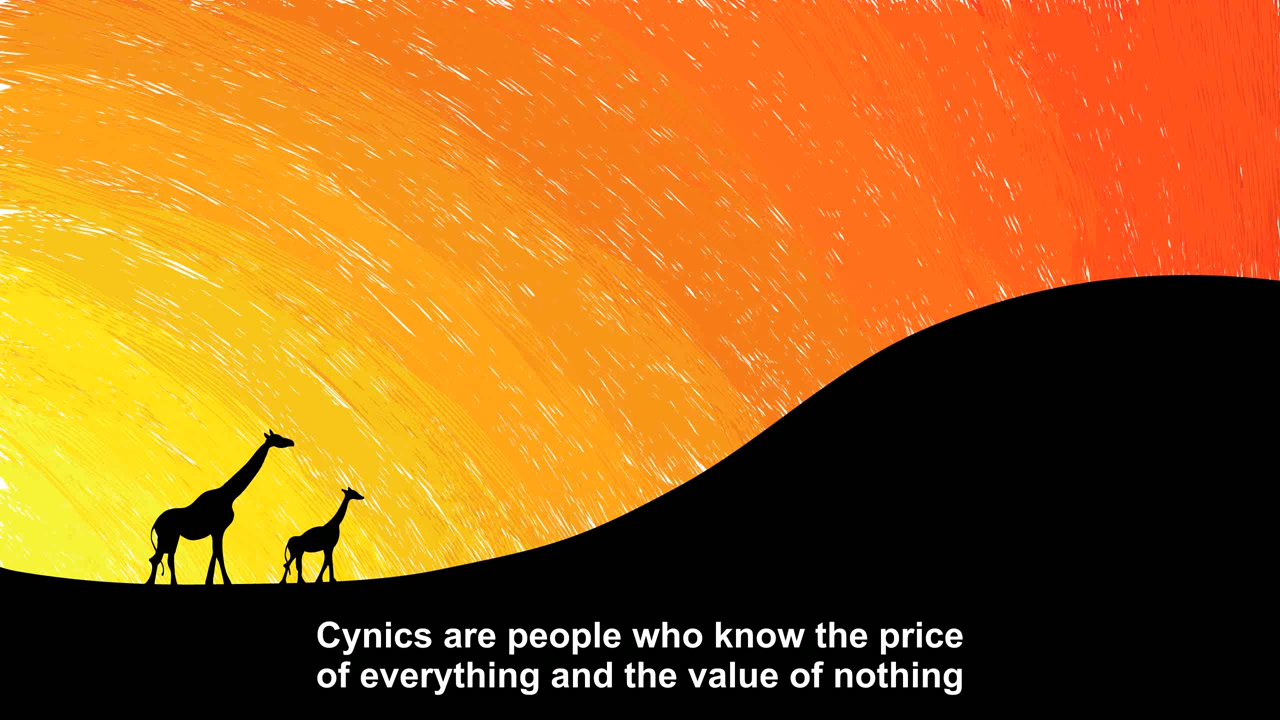 Cynics are people who know the price
of everything and the value of nothing